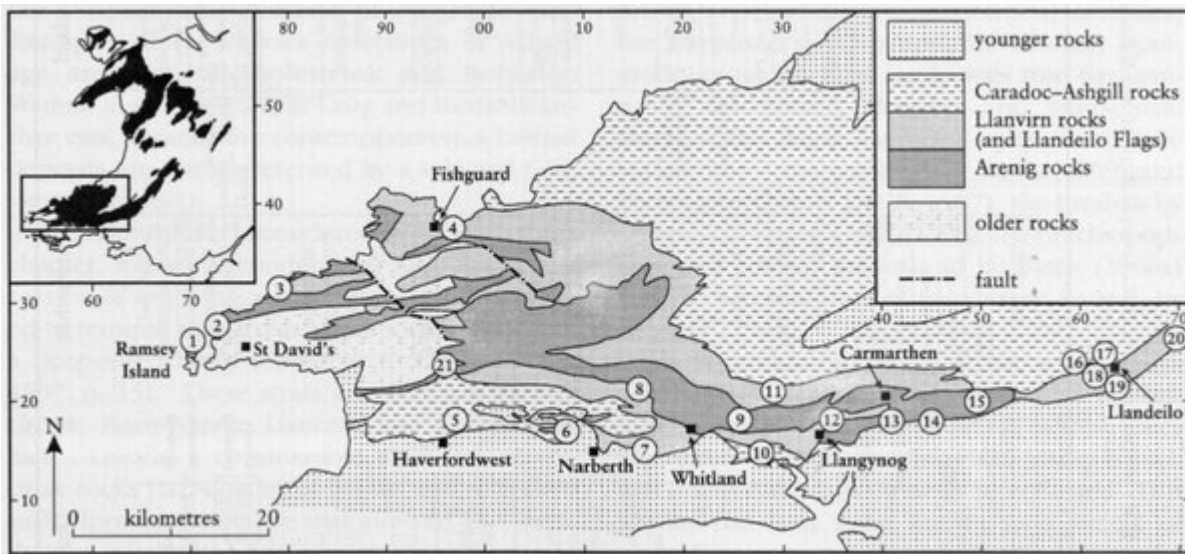 80
90
00
10
20
30
younger rocks
Caradoc–Ashgill rocks
Llanvirn rocks
(and Llandeilo Flags)
Arenig rocks
older rocks
fault
50
40
30
20
10
60
70
40
50
60
70
Fishguard
4
3
2
1
St David's
Ramsey
Island
21
8
11
Carmarthen
16
17
20
18
19
Llandeilo
5
6
7
9
10
12
13
14
15
Haverfordwest
Narberth
Whitland
Llangynog
N
0 kilometres 20